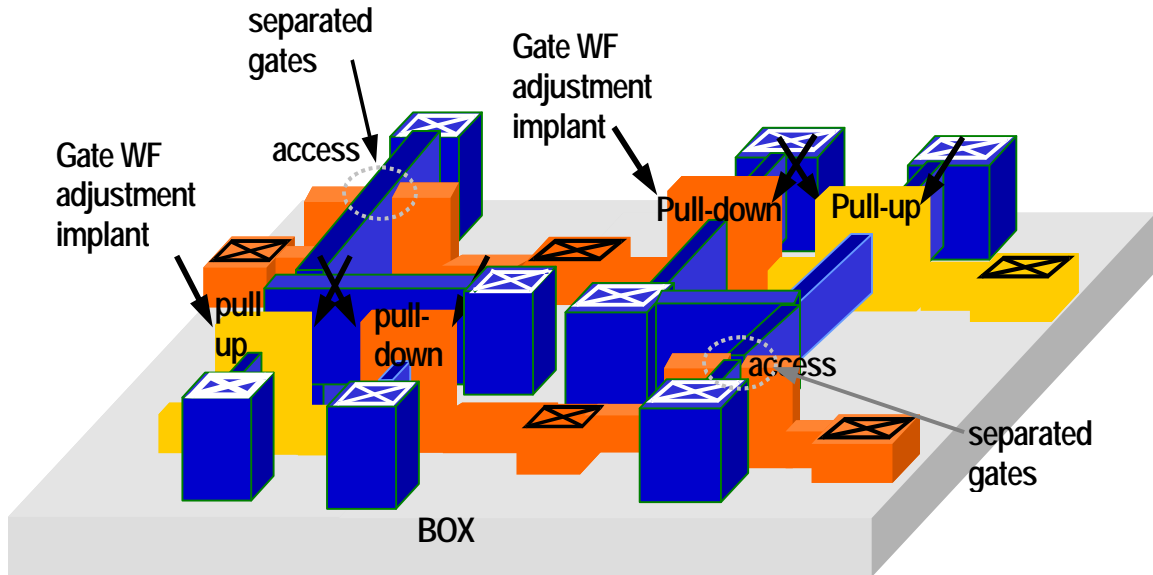 separated
gates
Gate WF
adjustment
implant
Gate WF
adjustment
implant
access
Pull-down
Pull-up
pull
up
pull-
down
access
separated
gates
BOX